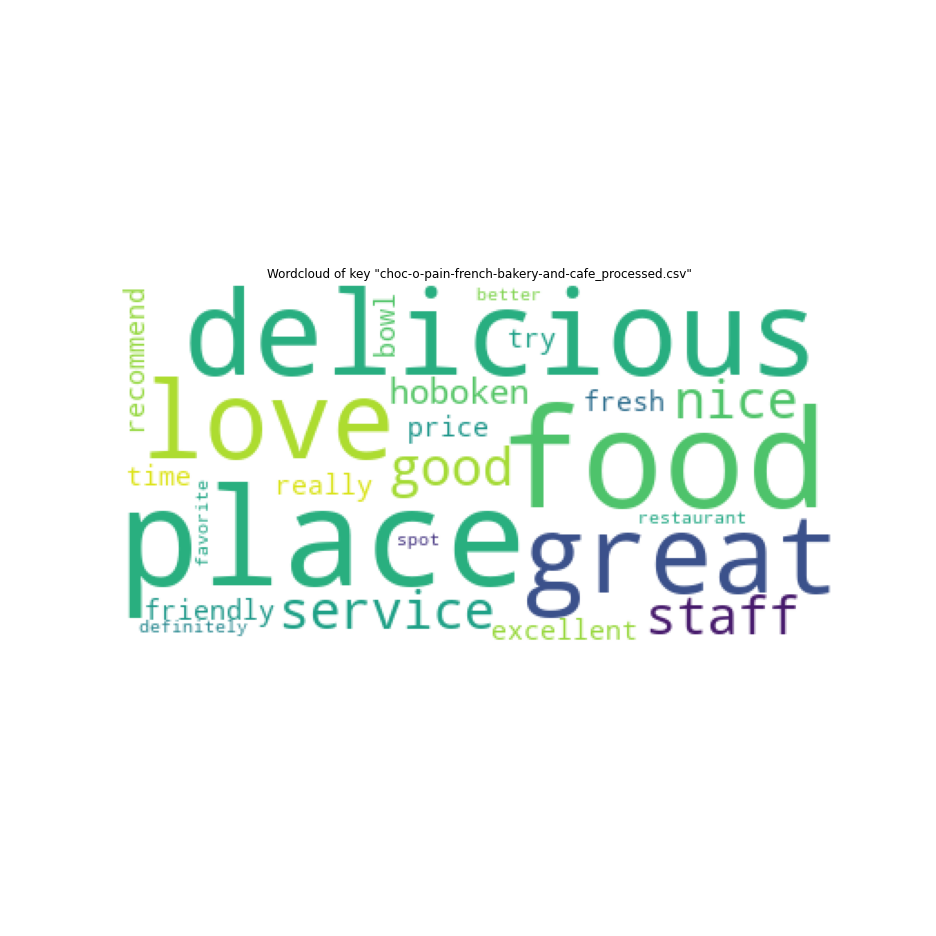 Wordcloud of key "choc-o-pain-french-bakery-and-cafe_processed.csv"
recommend
delicious
bowl
better
try
love
hoboken
fresh
nice
price
food
time
really
good
favorite
place
spot
restaurant
great
friendly
service
staff
definitely
excellent